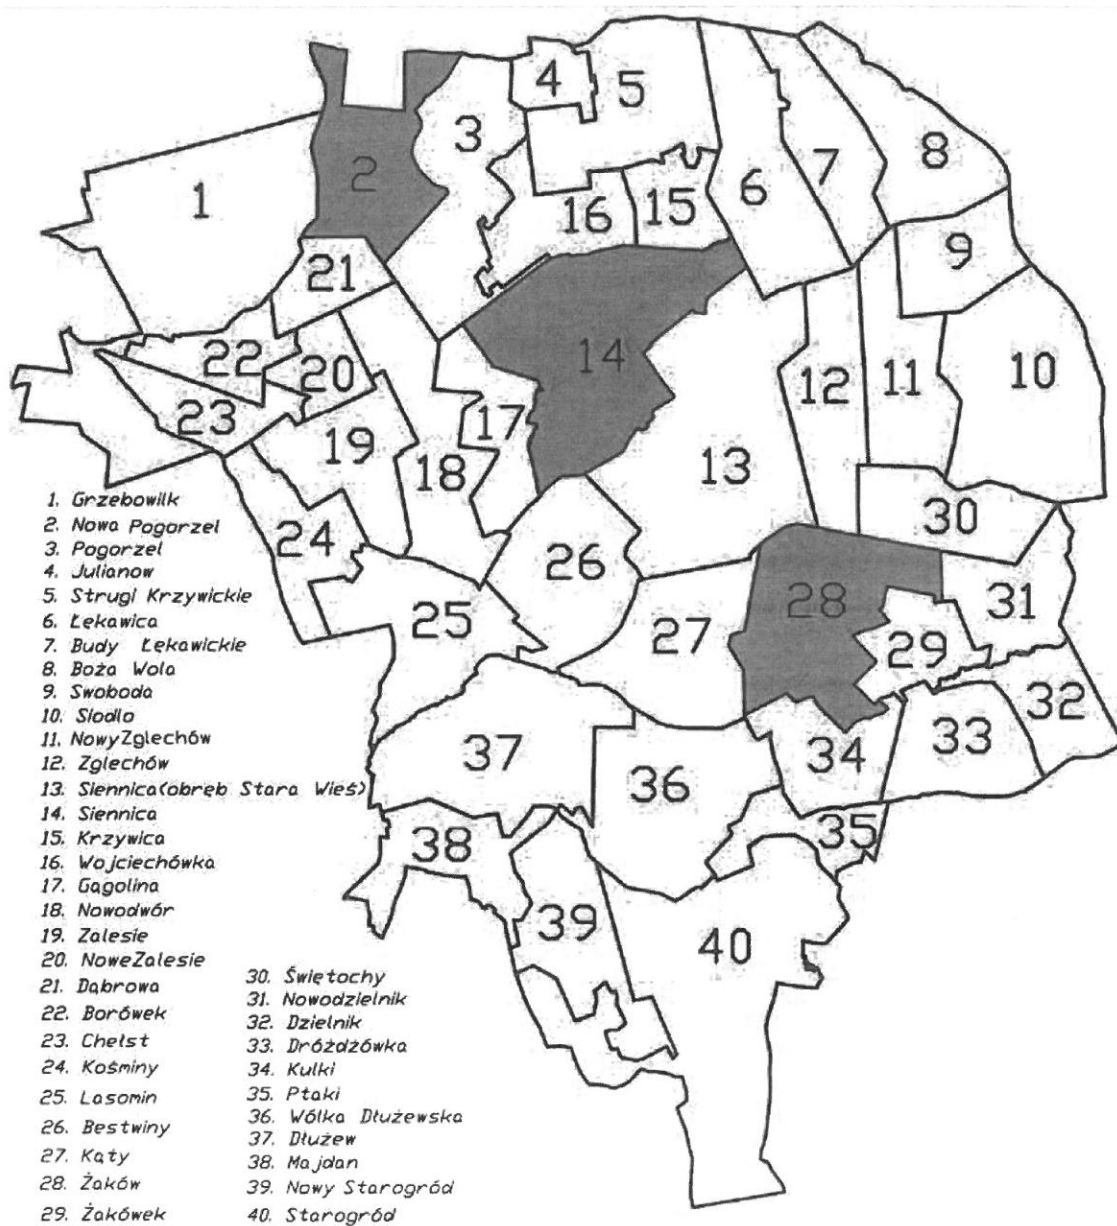 4
5
3
8
2
7
6
1
15
16
9
21
14
10
22
20
12
11
23
17
19
13
18
30
24
26
28
31
25
27
29
32
37
33
34
36
35
38
39
40
1. Grzebowilk
2. Nowa Pogorzel
3. Pogorzel
4. Julianow
5. Strugi Krzywickie
6. Łękawica
7. Budy Łękawickie
8. Boża Wola
9. Swoboda
10. Siodło
11. NowyZglechów
12. Zglechów
13. Siennica(obręb Stara Wieś)
14. Siennica
15. Krzywica
16. Wojciechówka
17. Gągolina
18. Nowodwór
19. Zalesie
20. NoweZalesie
21. Dąbrowa
22. Borówek
23. Chełst
24. Kośminy
25. Lasomin
26. Bestwiny
27. Kąty
28. Żaków
29. Żakówek
30. Świętochy
31. Nowodzielnik
32. Dzielnik
33. Dróżdżówka
34. Kulki
35. Ptaki
36. Wólka Dłużewska
37. Dłużew
38. Majdan
39. Nowy Starogród
40. Starogród